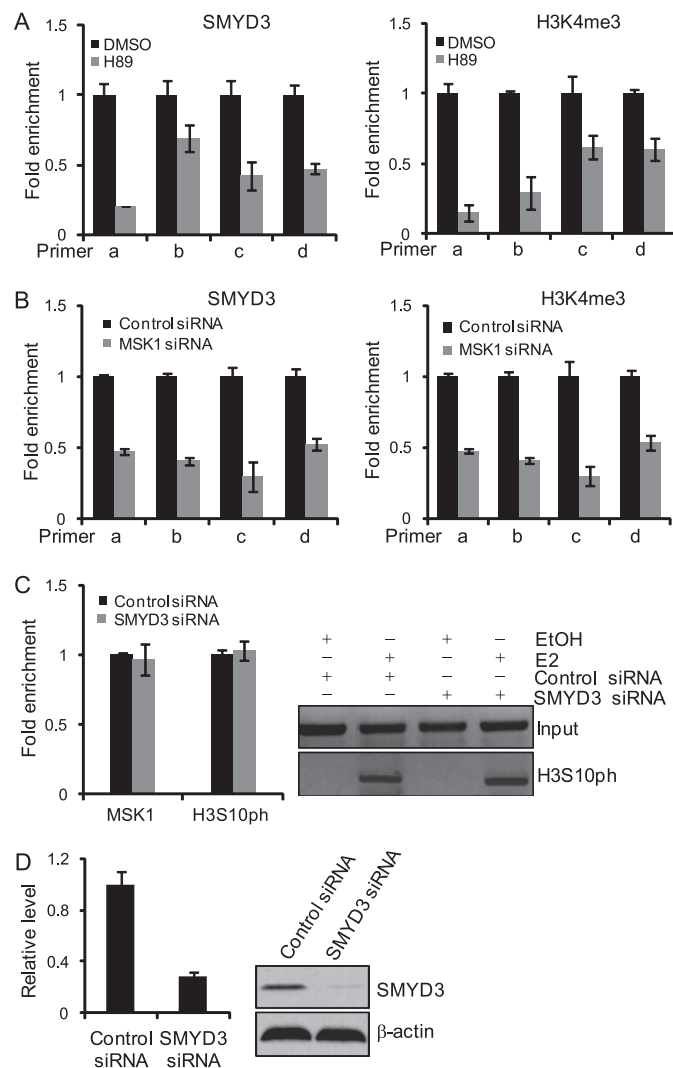 A
SMYD3
H3K4me3
DMSO
H89
DMSO
H89
Fold enrichment
1.5
1
0.5
0
Fold enrichment
1.5
1
0.5
0
Primer a b c d
Primer a b c d
B
SMYD3
H3K4me3
Control siRNA
MSK1 siRNA
Control siRNA
MSK1 siRNA
Fold enrichment
1.5
1
0.5
0
Fold enrichment
1.5
1
0.5
0
Primer a b c d
Primer a b c d
C
Control siRNA
SMYD3 siRNA
Fold enrichment
1.5
1
0.5
0
MSK1 H3S10ph
+ – + – EtOH
– + – + E2
+ + – – Control siRNA
– – + + SMYD3 siRNA
Input
H3S10ph
D
Relative level
1.2
0.8
0.4
0
Control siRNA
SMYD3 siRNA
Control siRNA
SMYD3 siRNA
SMYD3
β-actin